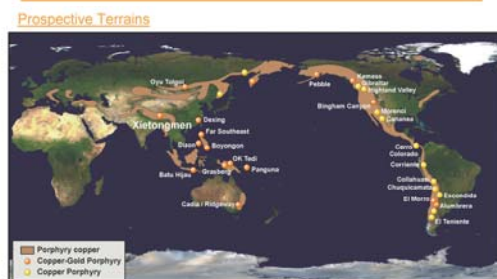 Prospective Terrains
Oyu Tolgoi
Pebble
Kemess
Gibraltar
Highland Valley
Bingham Canyon
Morenci
Cananea
Xietongmen
Dexing
Far Southeast
Dizon
Boyongon
OK Tedi
Grasberg
Batu Hijau
Panguna
Cadia / Ridgeway
Cerro
Colorado
Corriente
Collahuasi
Chuquicamata
Escondida
El Morro
Alumbrera
El Teniente
Porphyry copper
Copper-Gold Porphyry
Copper Porphyry